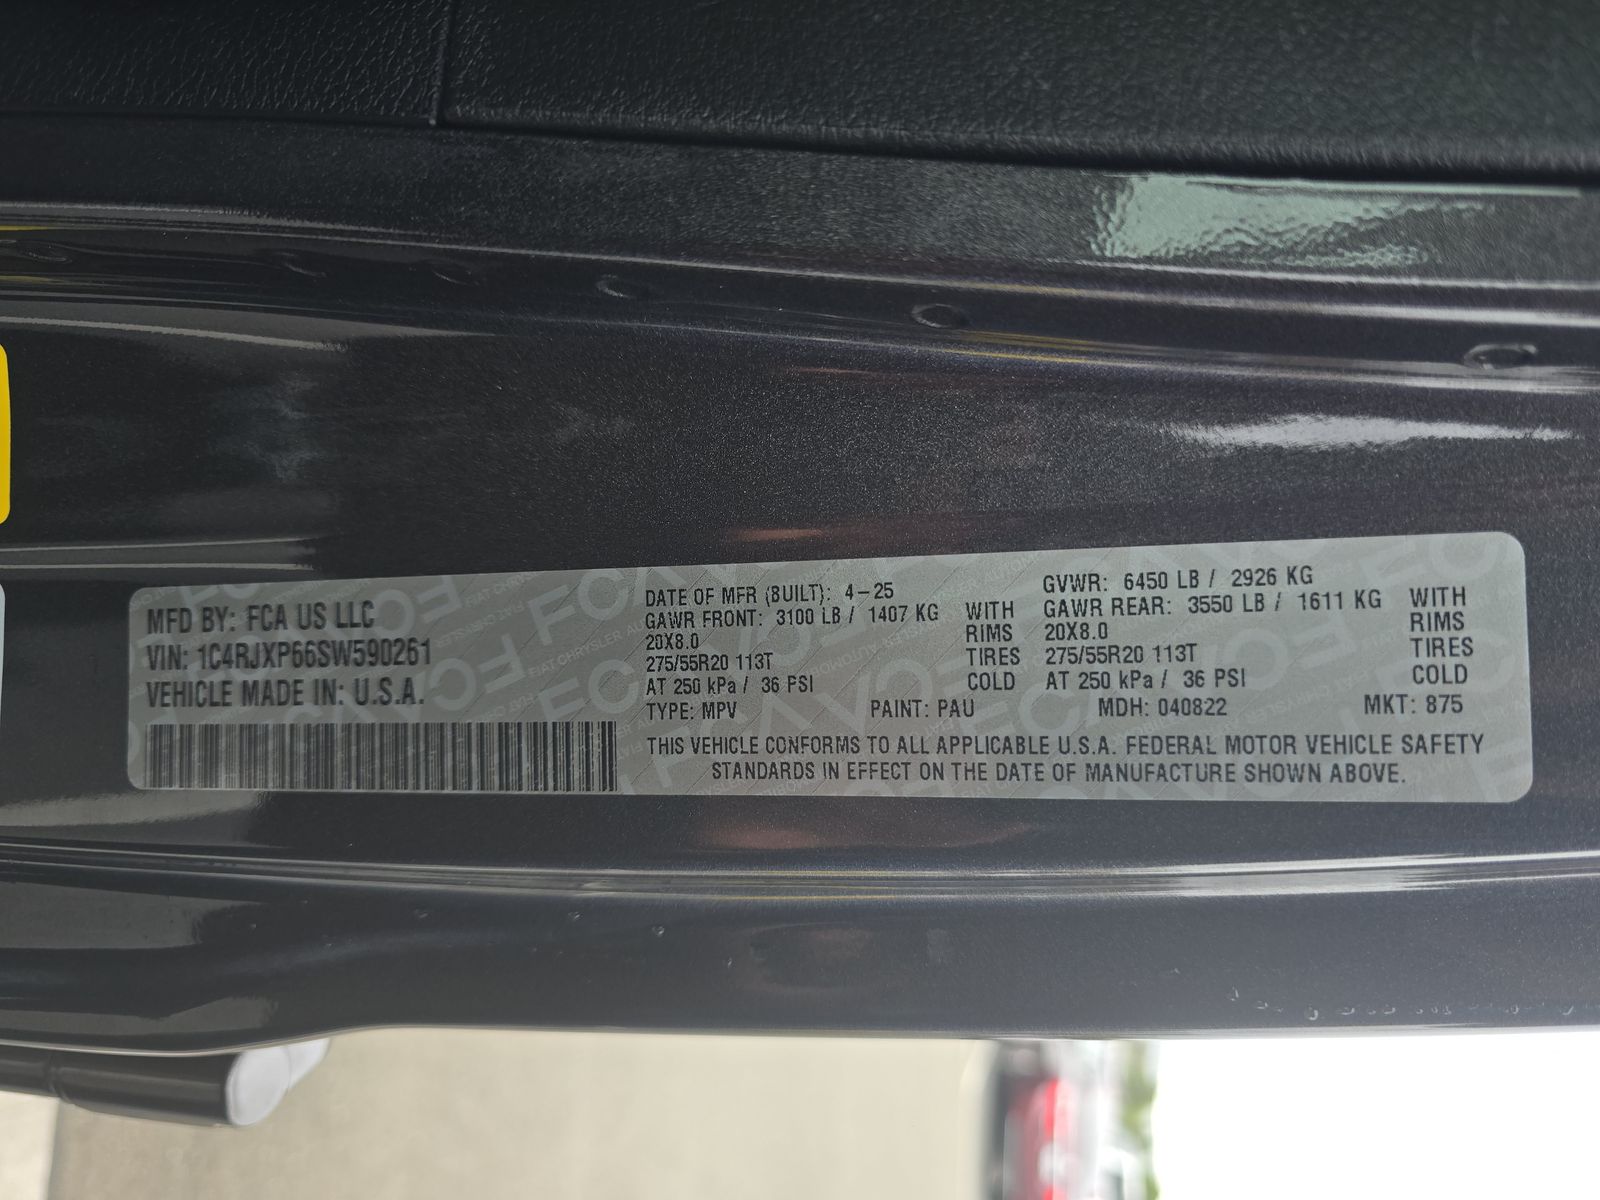 MFD BY: FCA US LLC
VIN: 1C4RJXP66SW590261
VEHICLE MADE IN: U.S.A.
DATE OF MFR (BUILT): 4-25
GAWR FRONT: 3100 LB / 1407 KG WITH
20X8.0 RIMS
275/55R20 113T TIRES
AT 250 kPa / 36 PSI COLD
GVWR: 6450 LB / 2926 KG
GAWR REAR: 3550 LB / 1611 KG WITH
20X8.0 RIMS
275/55R20 113T TIRES
AT 250 kPa / 36 PSI COLD
TYPE: MPV PAINT: PAU MDH: 040822 MKT: 875
THIS VEHICLE CONFORMS TO ALL APPLICABLE U.S.A. FEDERAL MOTOR VEHICLE SAFETY
STANDARDS IN EFFECT ON THE DATE OF MANUFACTURE SHOWN ABOVE.